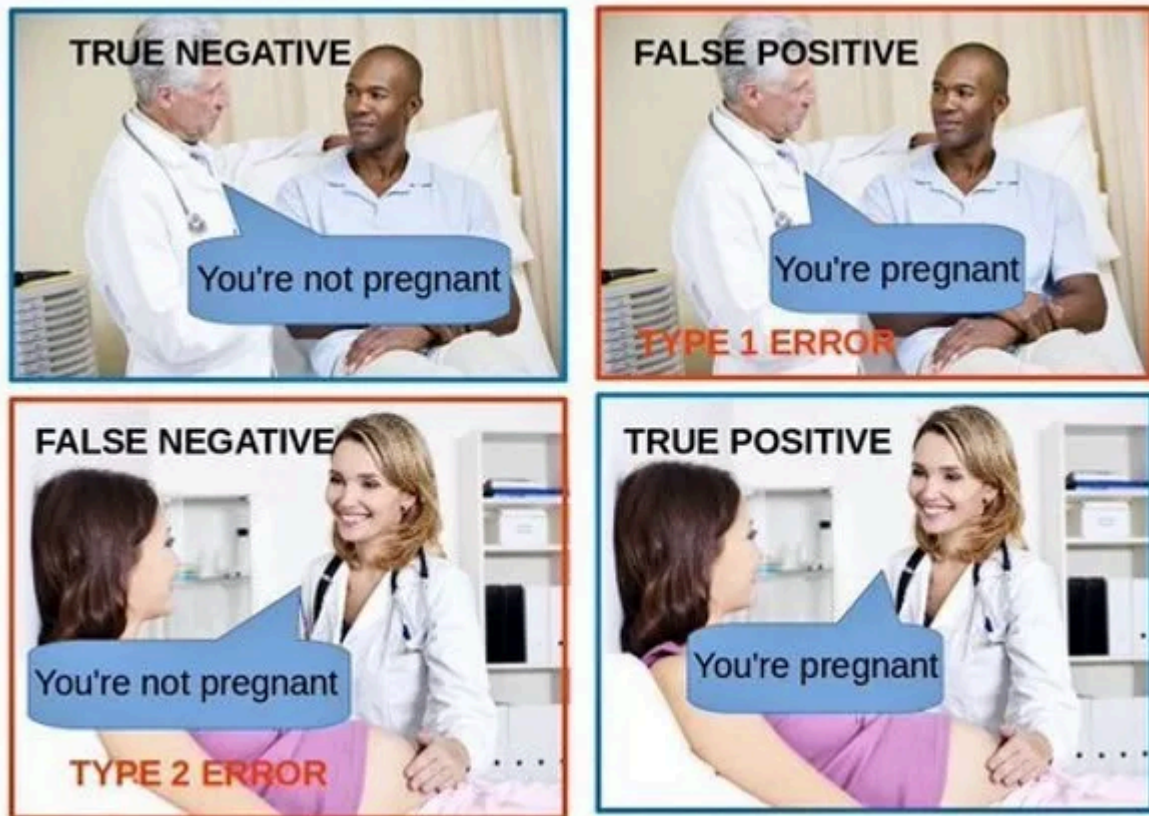 TRUE NEGATIVE
You're not pregnant
FALSE POSITIVE
You're pregnant
TYPE 1 ERROR
FALSE NEGATIVE
You're not pregnant
TYPE 2 ERROR
TRUE POSITIVE
You're pregnant